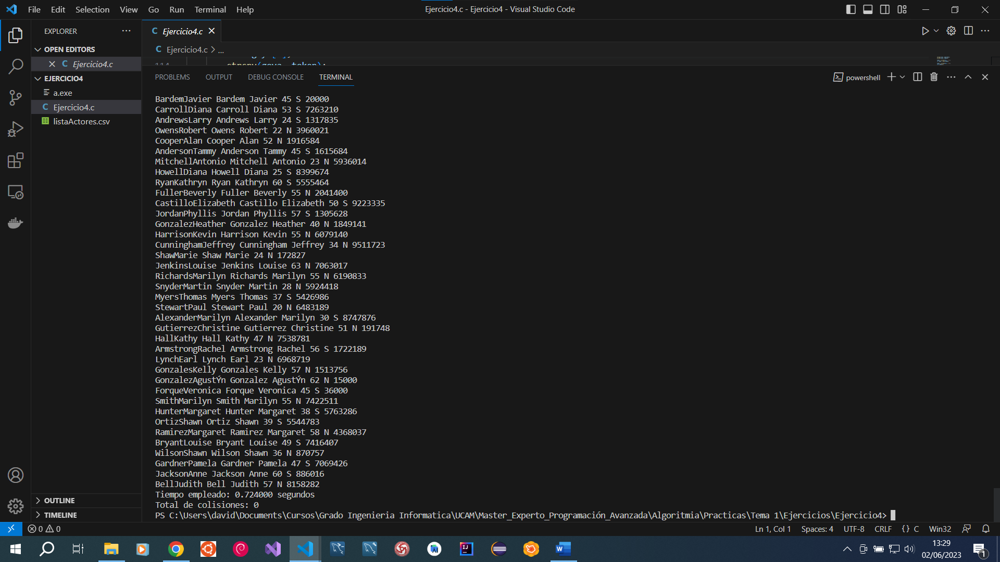 File Edit Selection View Go Run Terminal Help
Ejercicio4.c - Ejercicio4 - Visual Studio Code
EXPLORER
OPEN EDITORS
Ejercicio4.c
EJERCICIO4
a.exe
Ejercicio4.c
listaActores.csv
OUTLINE
TIMELINE
Ejercicio4.c
Ejercicio4.c > ...
114 strcpy(goya, token);
PROBLEMS OUTPUT DEBUG CONSOLE TERMINAL
powershell
BardemJavier Bardem Javier 45 S 20000
CarrollDiana Carroll Diana 53 S 7263210
AndrewsLarry Andrews Larry 24 S 1317835
OwensRobert Owens Robert 22 N 3960021
CooperAlan Cooper Alan 52 N 1916584
AndersonTammy Anderson Tammy 45 S 1615684
MitchellAntonio Mitchell Antonio 23 N 5936014
HowellDiana Howell Diana 25 S 8399674
RyanKathryn Ryan Kathryn 60 S 5555464
FullerBeverly Fuller Beverly 55 N 2041400
CastilloElizabeth Castillo Elizabeth 50 S 9223335
JordanPhyllis Jordan Phyllis 57 S 1305628
GonzalezHeather Gonzalez Heather 40 N 1849141
HarrisonKevin Harrison Kevin 55 N 6079140
CunninghamJeffrey Cunningham Jeffrey 34 N 9511723
ShawMarie Shaw Marie 24 N 172827
JenkinsLouise Jenkins Louise 63 N 7063017
RichardsMarilyn Richards Marilyn 55 N 6190833
SnyderMartin Snyder Martin 28 N 5924418
MyersThomas Myers Thomas 37 S 5426986
StewartPaul Stewart Paul 20 N 6483189
AlexanderMarilyn Alexander Marilyn 30 S 8747876
GutierrezChristine Gutierrez Christine 51 N 191748
HallKathy Hall Kathy 47 N 7538781
ArmstrongRachel Armstrong Rachel 56 S 1722189
LynchEarl Lynch Earl 23 N 6968719
GonzalesKelly Gonzales Kelly 57 N 1513756
GonzalezAgustÝn Gonzalez AgustÝn 62 N 15000
ForqueVeronica Forque Veronica 45 S 36000
SmithMarilyn Smith Marilyn 55 N 7422511
HunterMargaret Hunter Margaret 38 S 5763286
OrtizShawn Ortiz Shawn 39 S 5544783
RamirezMargaret Ramirez Margaret 58 N 4368037
BryantLouise Bryant Louise 49 S 7416407
WilsonShawn Wilson Shawn 36 N 870757
GardnerPamela Gardner Pamela 47 S 7069426
JacksonAnne Jackson Anne 60 S 886016
BellJudith Bell Judith 57 N 8158282
Tiempo empleado: 0.724000 segundos
Total de colisiones: 0
PS C:\Users\david\Documents\Cursos\Grado Ingenieria Informatica\UCAM\Master_Experto_Programación_Avanzada\Algoritmia\Practicas\Tema 1\Ejercicios\Ejercicio4>
0 0
Ln 1, Col 1 Spaces: 4 UTF-8 CRLF {} C Win32
13:29
02/06/2023
1